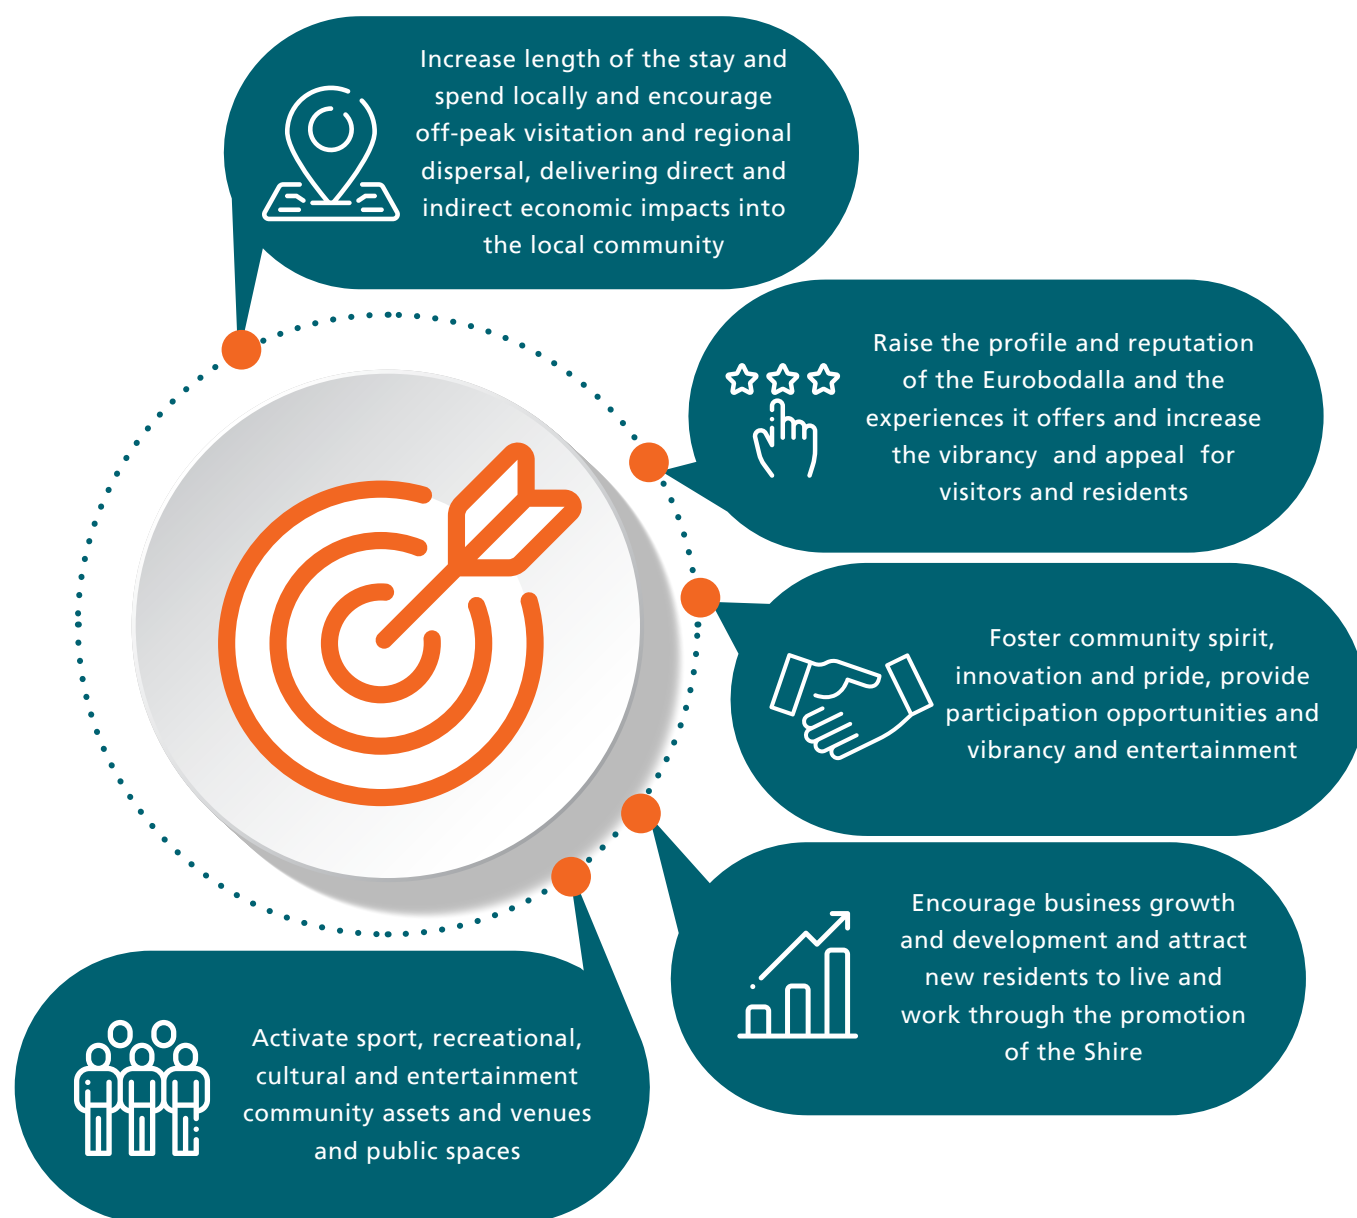 Increase length of the stay and
spend locally and encourage
off-peak visitation and regional
dispersal, delivering direct and
indirect economic impacts into
the local community
Raise the profile and reputation
of the Eurobodalla and the
experiences it offers and increase
the vibrancy and appeal for
visitors and residents
Foster community spirit,
innovation and pride, provide
participation opportunities and
vibrancy and entertainment
Encourage business growth
and development and attract
new residents to live and
work through the promotion
of the Shire
Activate sport, recreational,
cultural and entertainment
community assets and venues
and public spaces